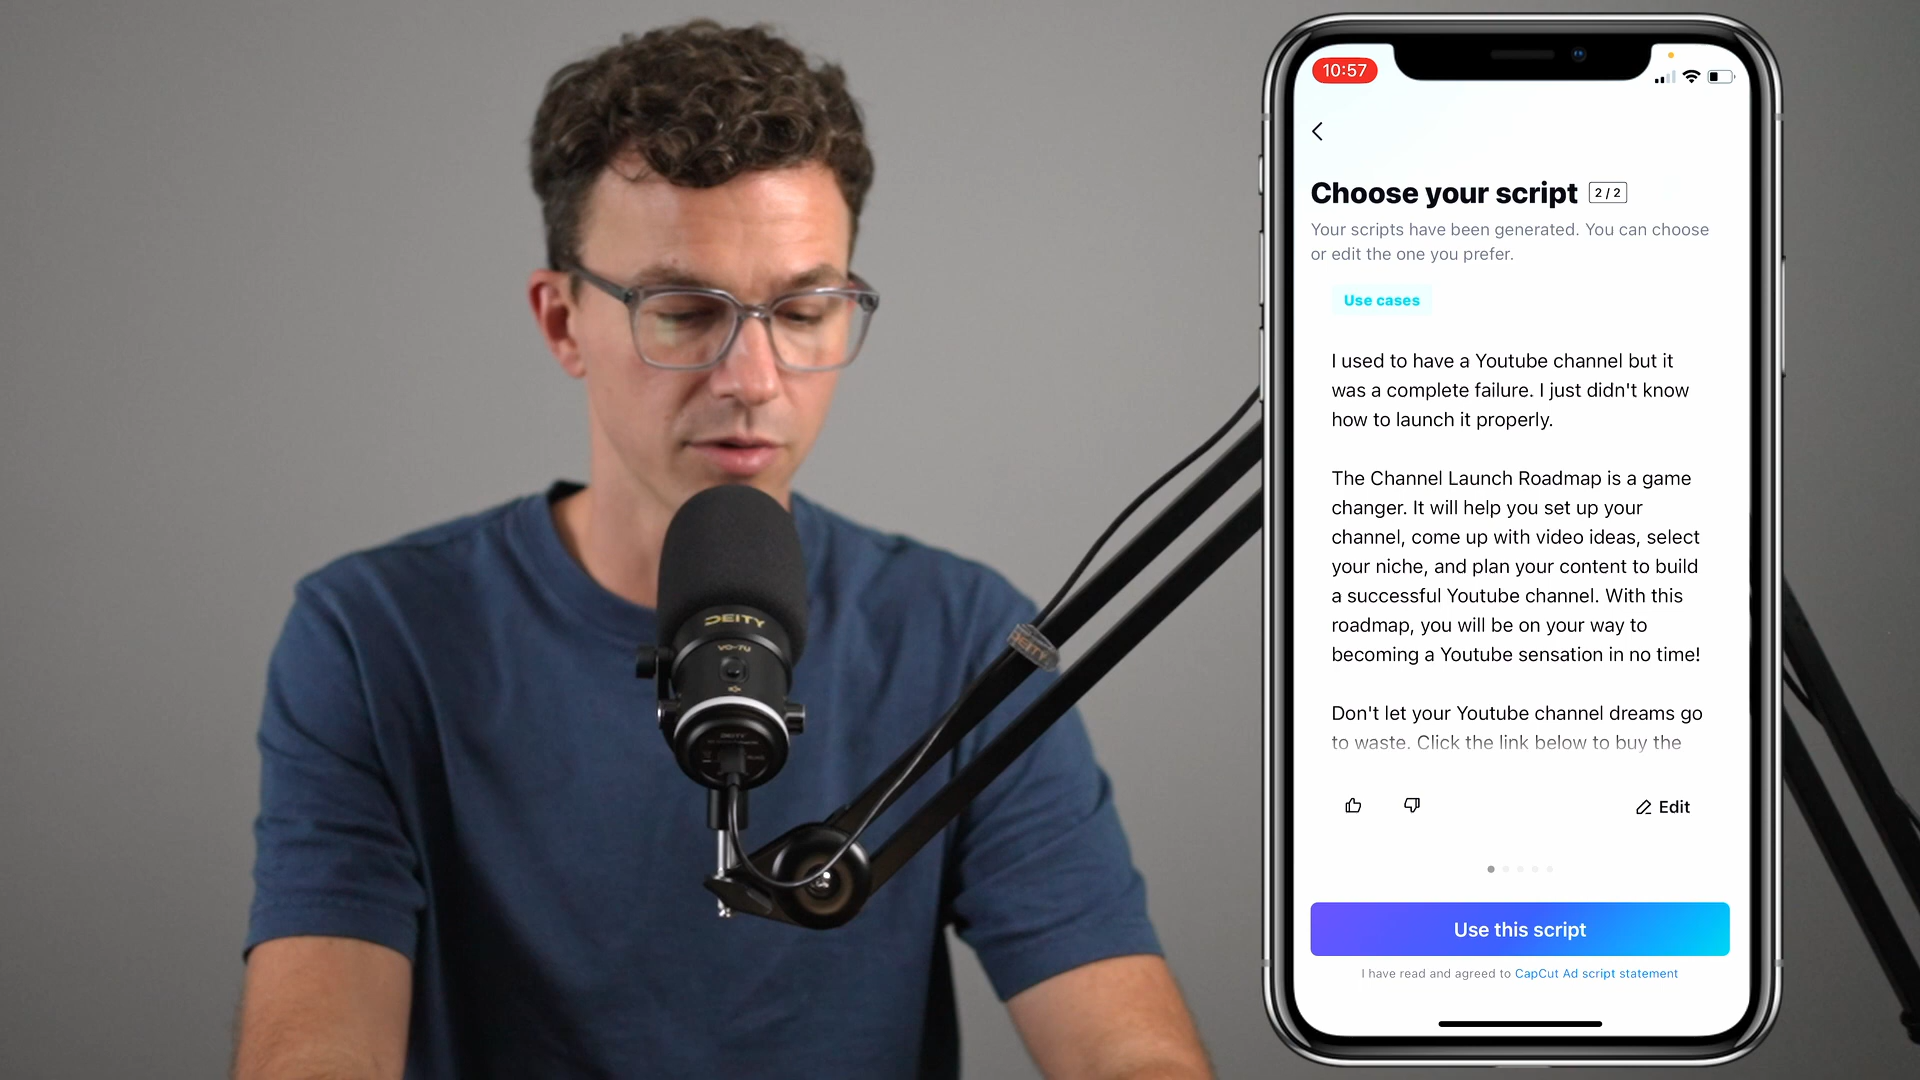 10:57
Choose your script 2 / 2
Your scripts have been generated. You can choose
or edit the one you prefer.
Use cases
I used to have a Youtube channel but it
was a complete failure. I just didn't know
how to launch it properly.
The Channel Launch Roadmap is a game
changer. It will help you set up your
channel, come up with video ideas, select
your niche, and plan your content to build
a successful Youtube channel. With this
roadmap, you will be on your way to
becoming a Youtube sensation in no time!
Don't let your Youtube channel dreams go
to waste. Click the link below to buy the
Edit
Use this script
I have read and agreed to CapCut Ad script statement
DEITY
VO-7U
DEITY
DEITY